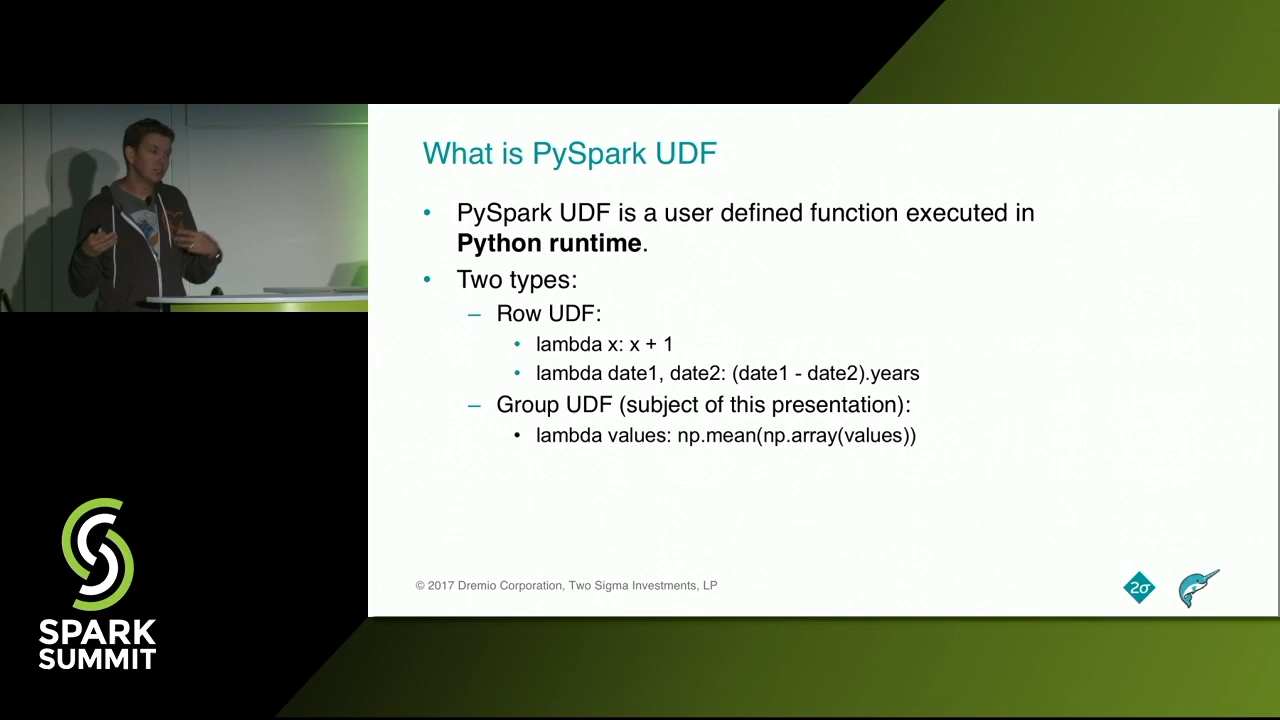 What is PySpark UDF
• PySpark UDF is a user defined function executed in
Python runtime.
• Two types:
– Row UDF:
• lambda x: x + 1
• lambda date1, date2: (date1 - date2).years
– Group UDF (subject of this presentation):
• lambda values: np.mean(np.array(values))
© 2017 Dremio Corporation, Two Sigma Investments, LP
2σ
SPARK
SUMMIT